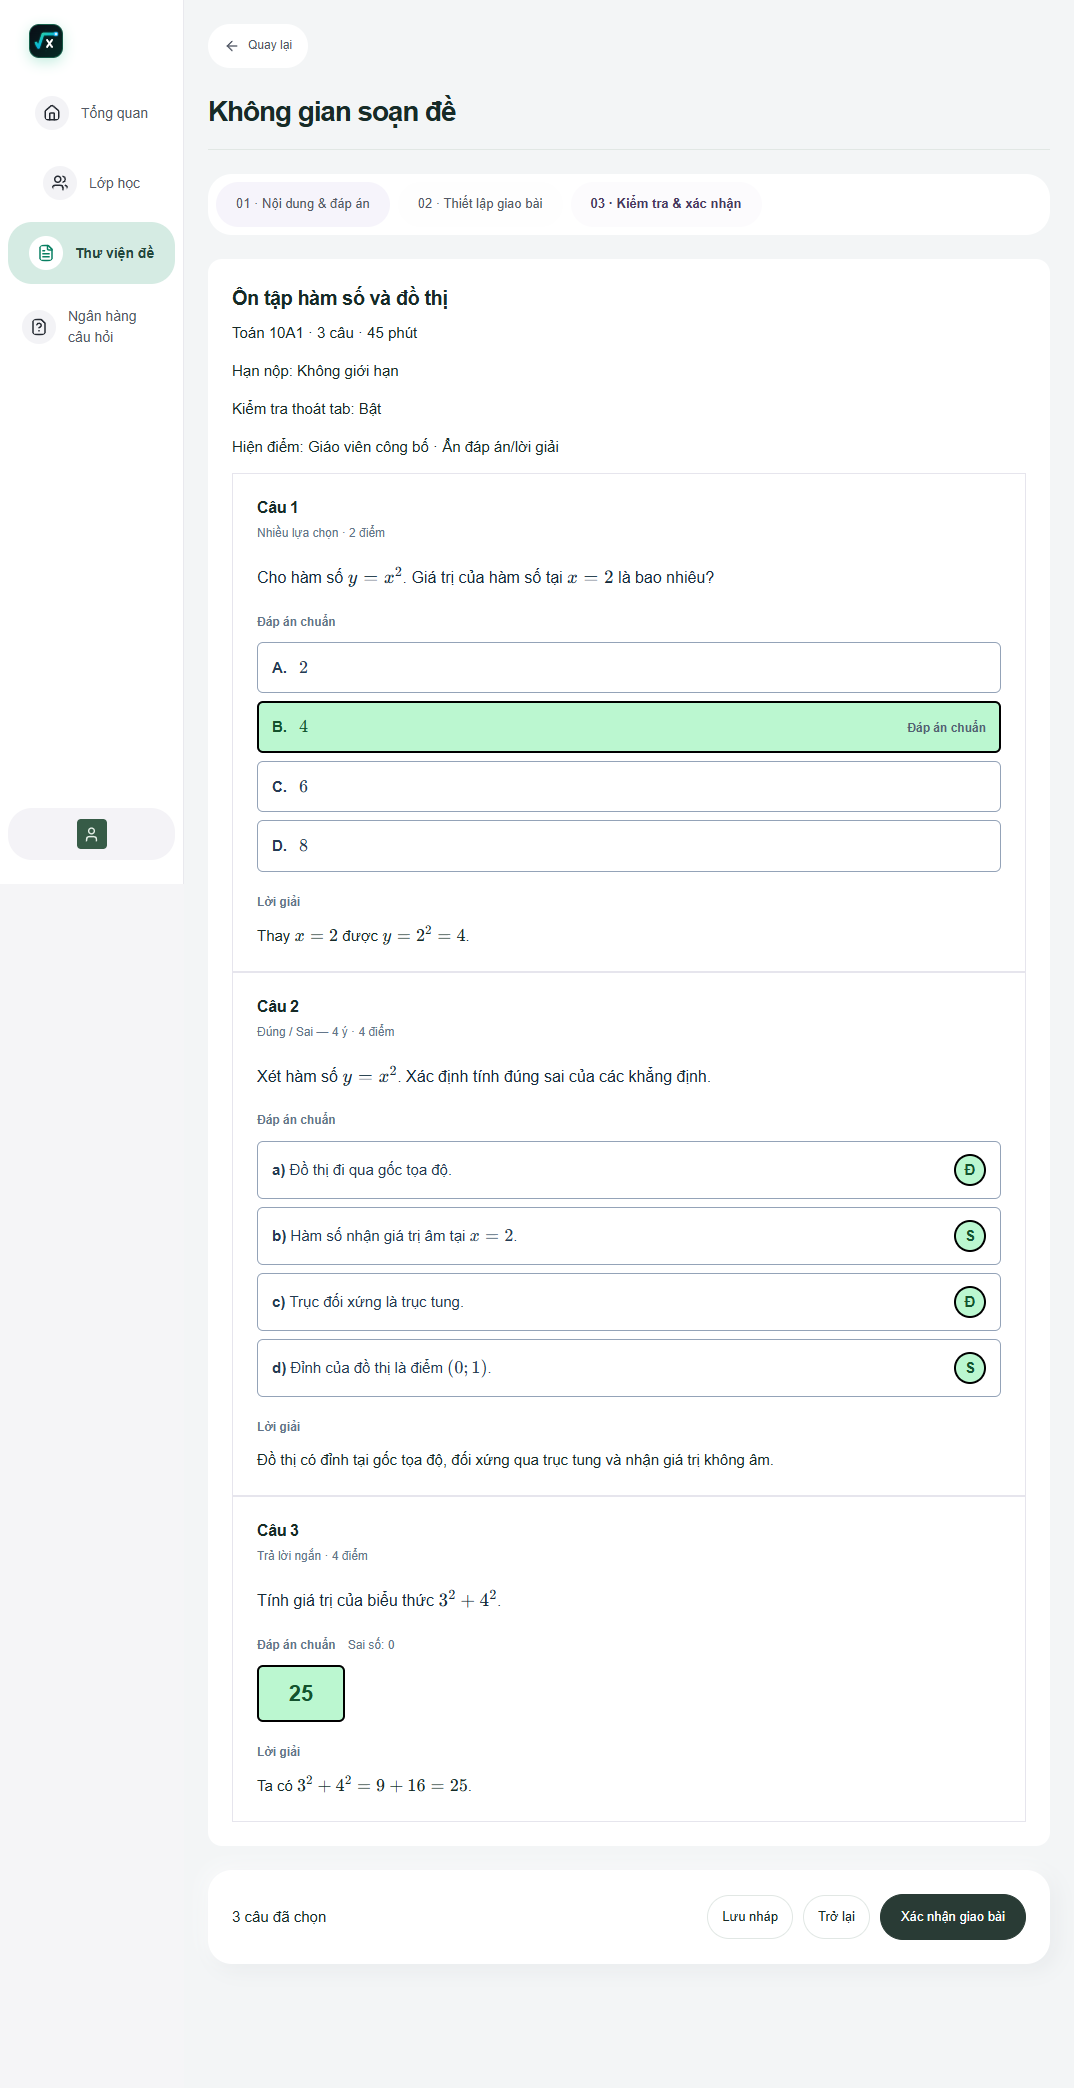 √x
Quay lại
Tổng quan
Lớp học
Thư viện đề
Ngân hàng
câu hỏi
Không gian soạn đề
01 · Nội dung & đáp án
02 · Thiết lập giao bài
03 · Kiểm tra & xác nhận
Ôn tập hàm số và đồ thị
Toán 10A1 · 3 câu · 45 phút
Hạn nộp: Không giới hạn
Kiểm tra thoát tab: Bật
Hiện điểm: Giáo viên công bố · Ẩn đáp án/lời giải
Câu 1
Nhiều lựa chọn · 2 điểm
Cho hàm số y = x². Giá trị của hàm số tại x = 2 là bao nhiêu?
Đáp án chuẩn
A. 2
B. 4 Đáp án chuẩn
C. 6
D. 8
Lời giải
Thay x = 2 được y = 2² = 4.
Câu 2
Đúng / Sai — 4 ý · 4 điểm
Xét hàm số y = x². Xác định tính đúng sai của các khẳng định.
Đáp án chuẩn
a) Đồ thị đi qua gốc tọa độ. Đ
b) Hàm số nhận giá trị âm tại x = 2. S
c) Trục đối xứng là trục tung. Đ
d) Đỉnh của đồ thị là điểm (0; 1). S
Lời giải
Đồ thị có đỉnh tại gốc tọa độ, đối xứng qua trục tung và nhận giá trị không âm.
Câu 3
Trả lời ngắn · 4 điểm
Tính giá trị của biểu thức 3² + 4².
Đáp án chuẩn Sai số: 0
25
Lời giải
Ta có 3² + 4² = 9 + 16 = 25.
3 câu đã chọn
Lưu nháp
Trở lại
Xác nhận giao bài